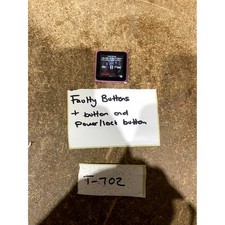 Faulty Buttons
+ button and
Power/lock button
T-702